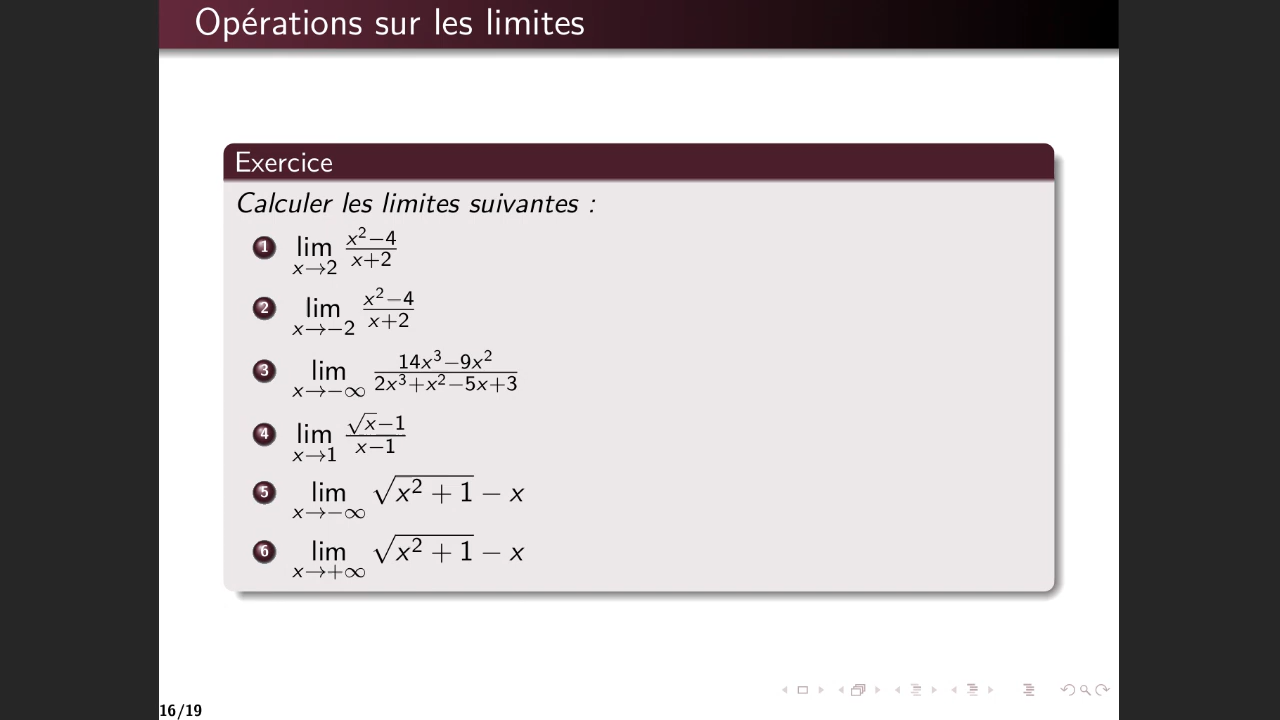 Opérations sur les limites
Exercice
Calculer les limites suivantes :
1 lim x→2 (x²−4)/(x+2)
2 lim x→−2 (x²−4)/(x+2)
3 lim x→−∞ (14x³−9x²)/(2x³+x²−5x+3)
4 lim x→1 (√x−1)/(x−1)
5 lim x→−∞ √(x² + 1) − x
6 lim x→+∞ √(x² + 1) − x
16/19